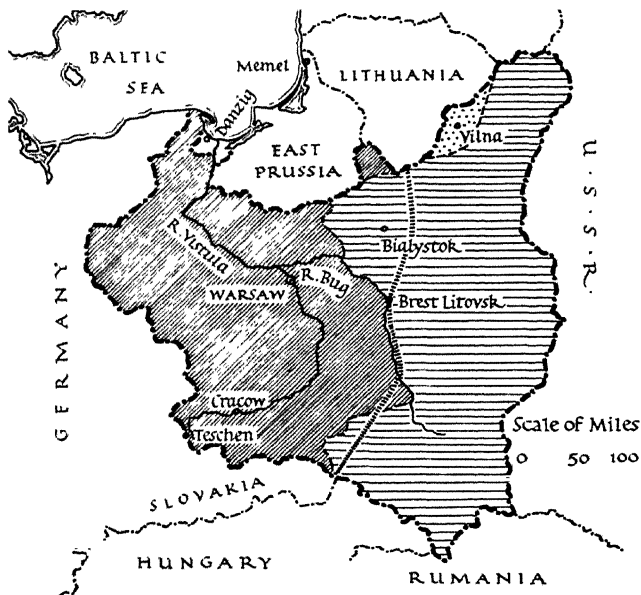 BALTIC
SEA
Memel
LITHUANIA
Danzig
EAST
PRUSSIA
Vilna
U.S.S.R.
R. Vistula
Bialystok
R. Bug
WARSAW
Brest Litovsk
GERMANY
Cracow
Teschen
Scale of Miles
0 50 100
SLOVAKIA
HUNGARY
RUMANIA